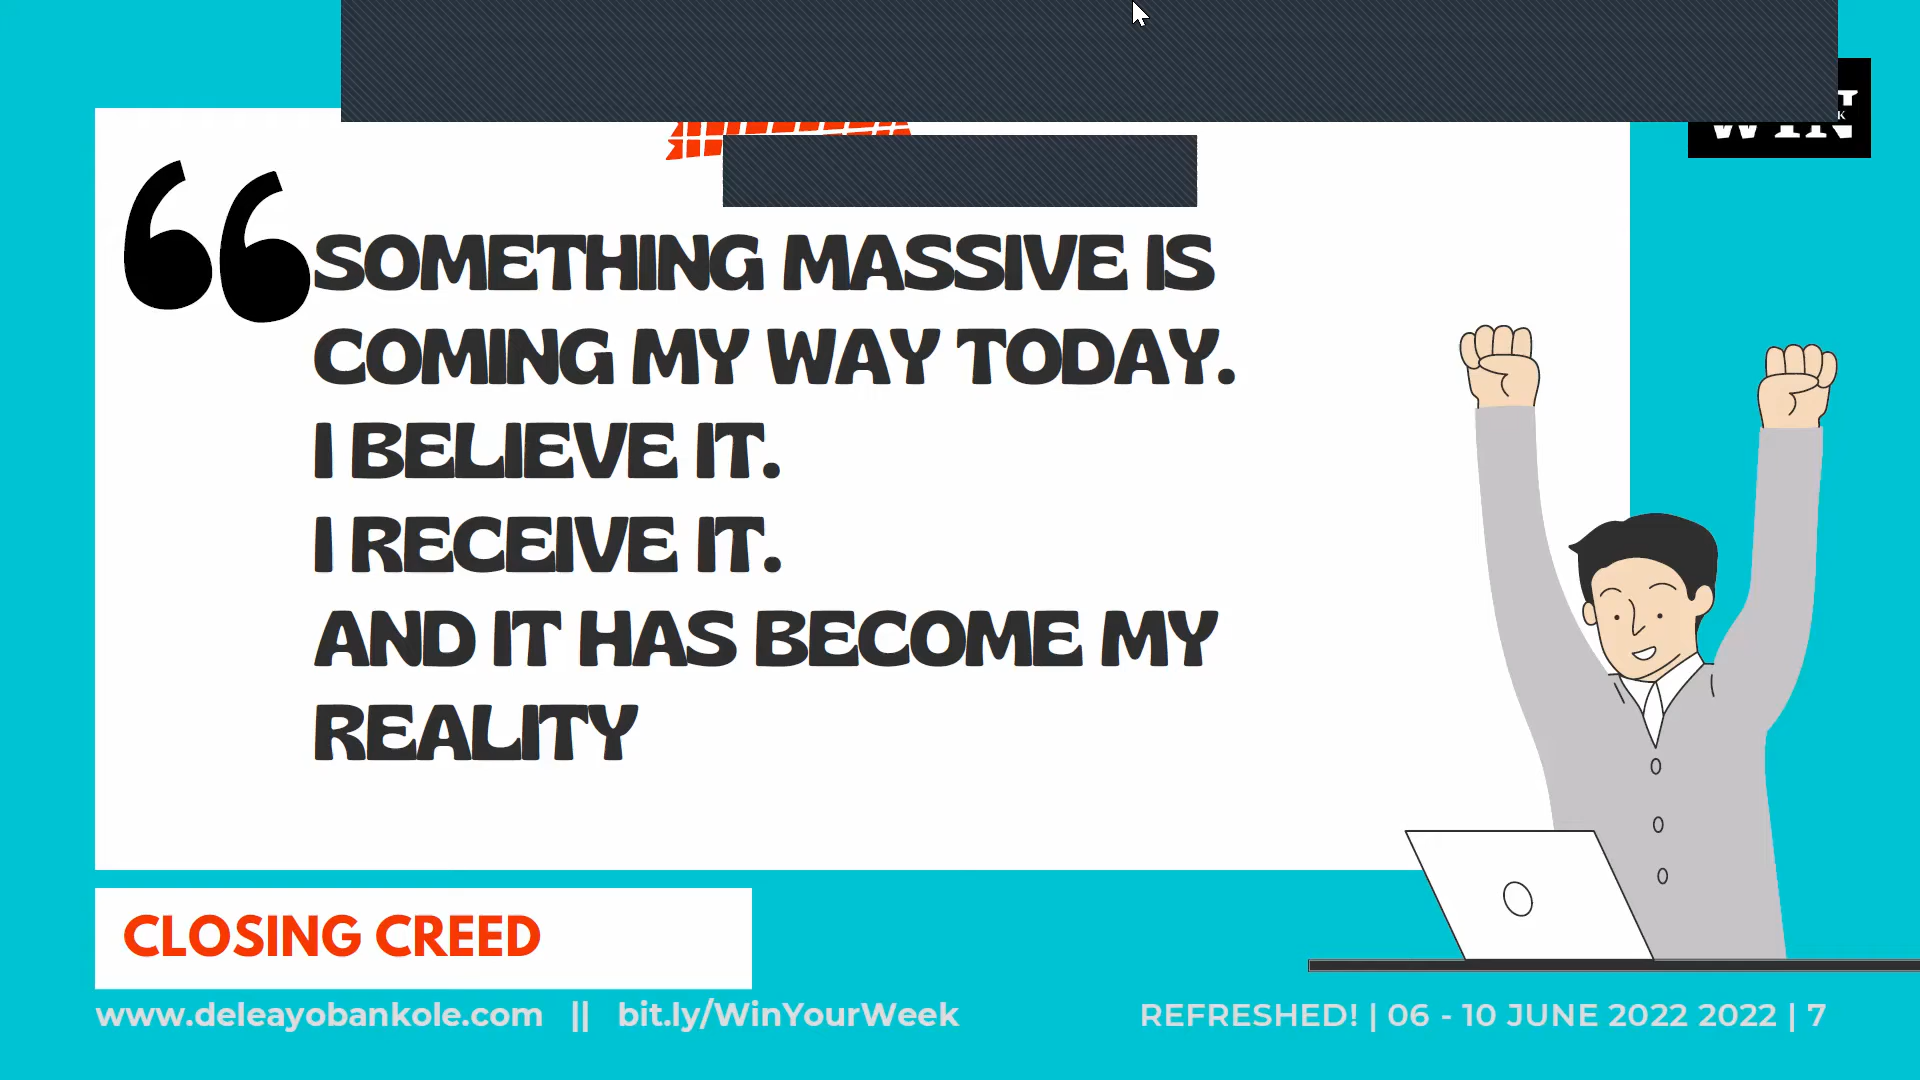 WIN
K
SOMETHING MASSIVE IS
COMING MY WAY TODAY.
I BELIEVE IT.
I RECEIVE IT.
AND IT HAS BECOME MY
REALITY
CLOSING CREED
www.deleayobankole.com || bit.ly/WinYourWeek
REFRESHED! | 06 - 10 JUNE 2022 2022 | 7